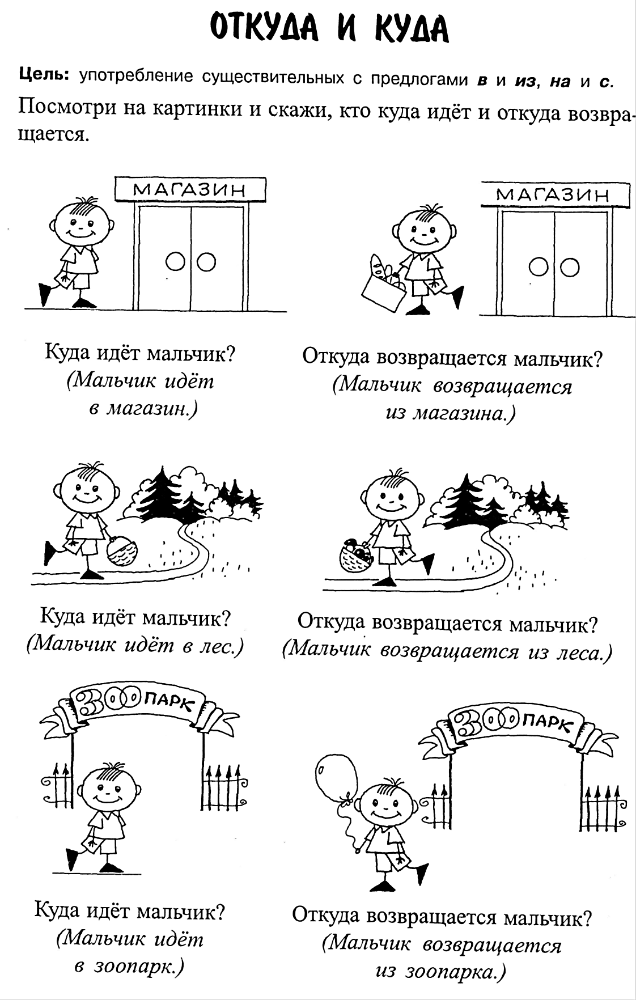 ОТКУДА И КУДА
Цель: употребление существительных с предлогами в и из, на и с.
Посмотри на картинки и скажи, кто куда идёт и откуда возвра-
щается.
МАГАЗИН
МАГАЗИН
Куда идёт мальчик?
(Мальчик идёт
в магазин.)
Откуда возвращается мальчик?
(Мальчик возвращается
из магазина.)
Куда идёт мальчик?
(Мальчик идёт в лес.)
Откуда возвращается мальчик?
(Мальчик возвращается из леса.)
ЗООПАРК
ЗООПАРК
Куда идёт мальчик?
(Мальчик идёт
в зоопарк.)
Откуда возвращается мальчик?
(Мальчик возвращается
из зоопарка.)